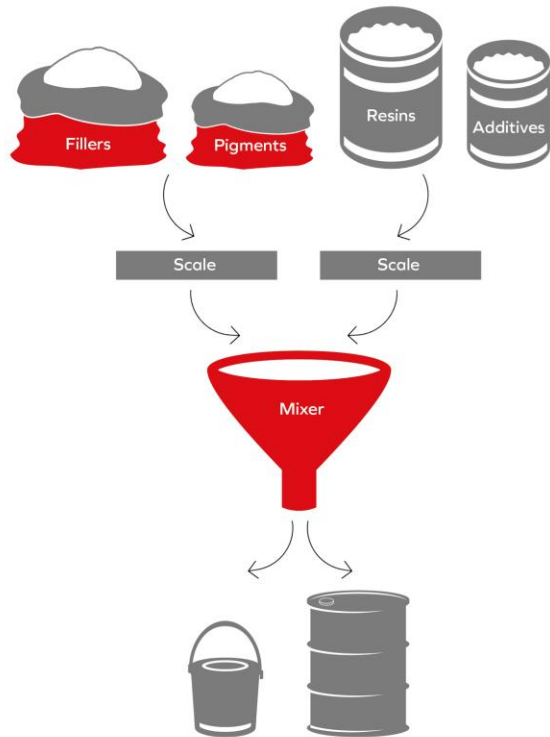 Fillers
Pigments
Resins
Additives
Scale
Scale
Mixer